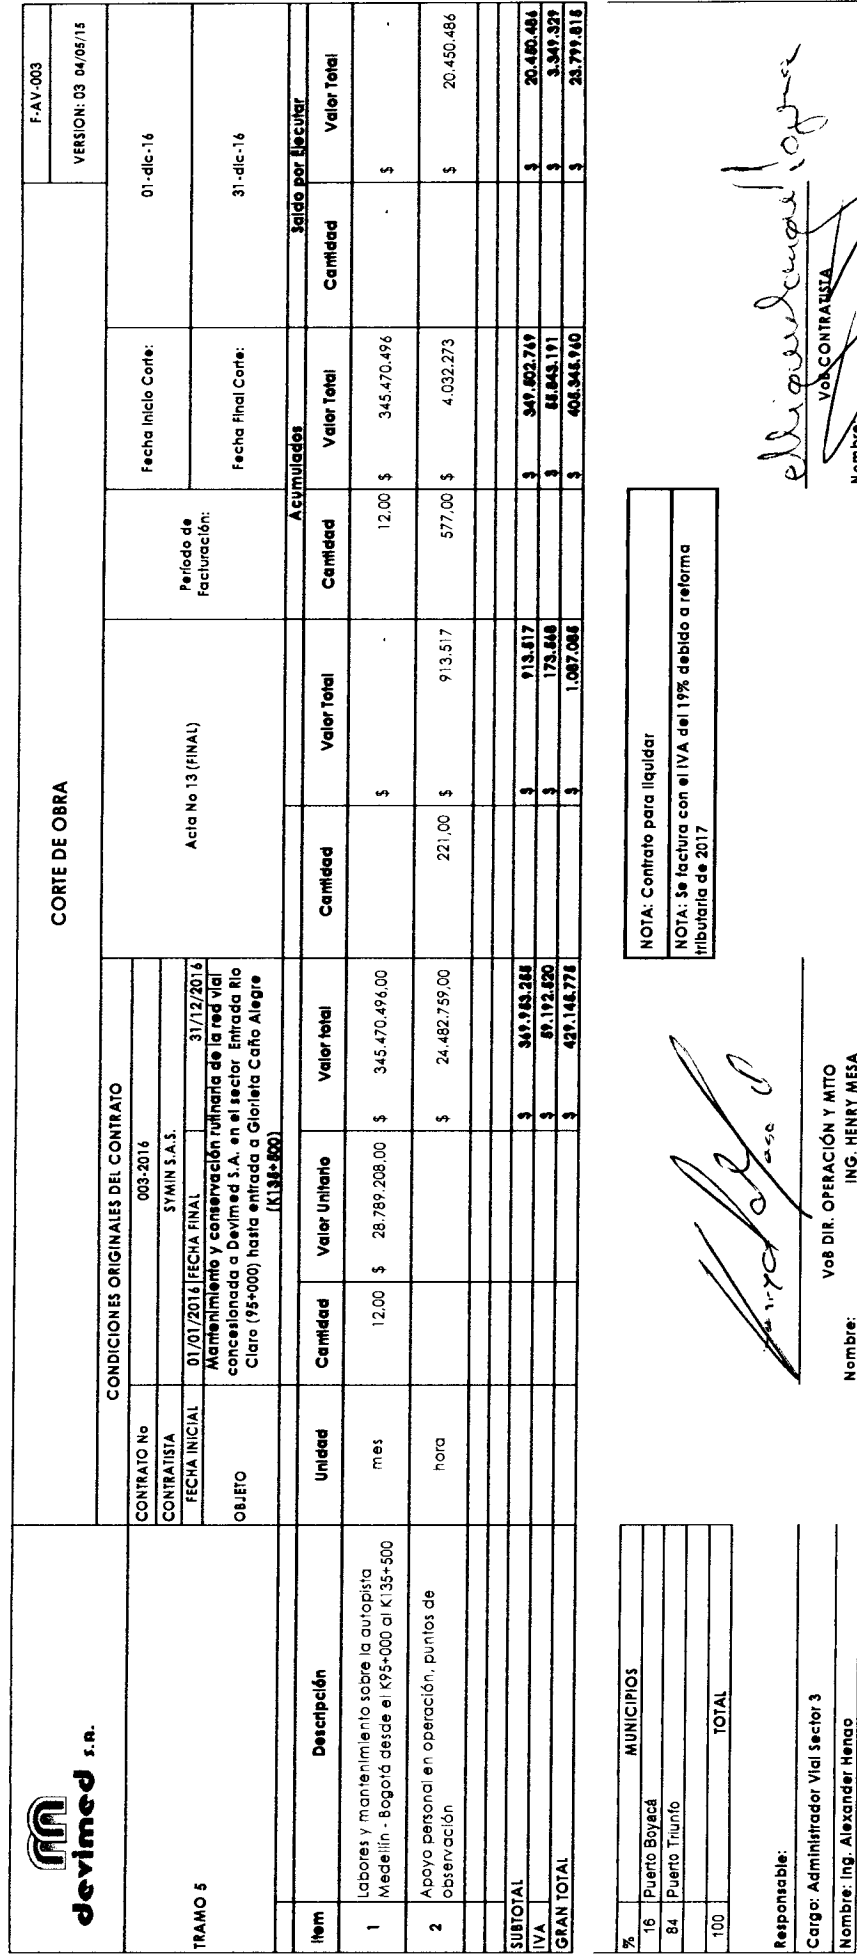 devimed s.a.
CORTE DE OBRA
F-AV-003
VERSION: 03 04/05/15
TRAMO 5
CONDICIONES ORIGINALES DEL CONTRATO
CONTRATO No 003-2016
CONTRATISTA SYMIN S.A.S.
FECHA INICIAL 01/01/2016 FECHA FINAL 31/12/2016
OBJETO
Mantenimiento y conservación rutinaria de la red vial
concesionada a Devimed S.A. en el sector Entrada Rio
Claro (95+000) hasta entrada a Glorieta Caño Alegre
(K135+500)
Acta No 13 (FINAL)
Período de
Facturación:
Fecha Inicio Corte: 01-dic-16
Fecha Final Corte: 31-dic-16
Acumulados Saldo por Ejecutar
Item Descripción Unidad Cantidad Valor Unitario Valor total Cantidad Valor Total Cantidad Valor Total Cantidad Valor Total
1 Labores y mantenimiento sobre la autopista
Medellín - Bogotá desde el K95+000 al K135+500
mes 12,00 $ 28.789.208,00 $ 345.470.496,00 $ - 12,00 $ 345.470.496 - $ -
2 Apoyo personal en operación, puntos de
observación
hora $ 24.482.759,00 221,00 $ 913.517 577,00 $ 4.032.273 $ 20.450.486
SUBTOTAL $ 369.953.255 $ 913.517 $ 349.502.769 $ 20.450.486
IVA $ 59.192.520 $ 173.568 $ 55.843.191 $ 3.349.329
GRAN TOTAL $ 429.145.775 $ 1.087.085 $ 405.345.960 $ 23.799.815
% MUNICIPIOS
16 Puerto Boyacá
84 Puerto Triunfo
100 TOTAL
NOTA: Contrato para liquidar
NOTA: Se factura con el IVA del 19% debido a reforma
tributaria de 2017
Responsable:
Cargo: Administrador Vial Sector 3
Nombre: Ing. Alexander Henao
VoB DIR. OPERACIÓN Y MTTO
Nombre: ING. HENRY MESA
VoB CONTRATISTA
Nombre: